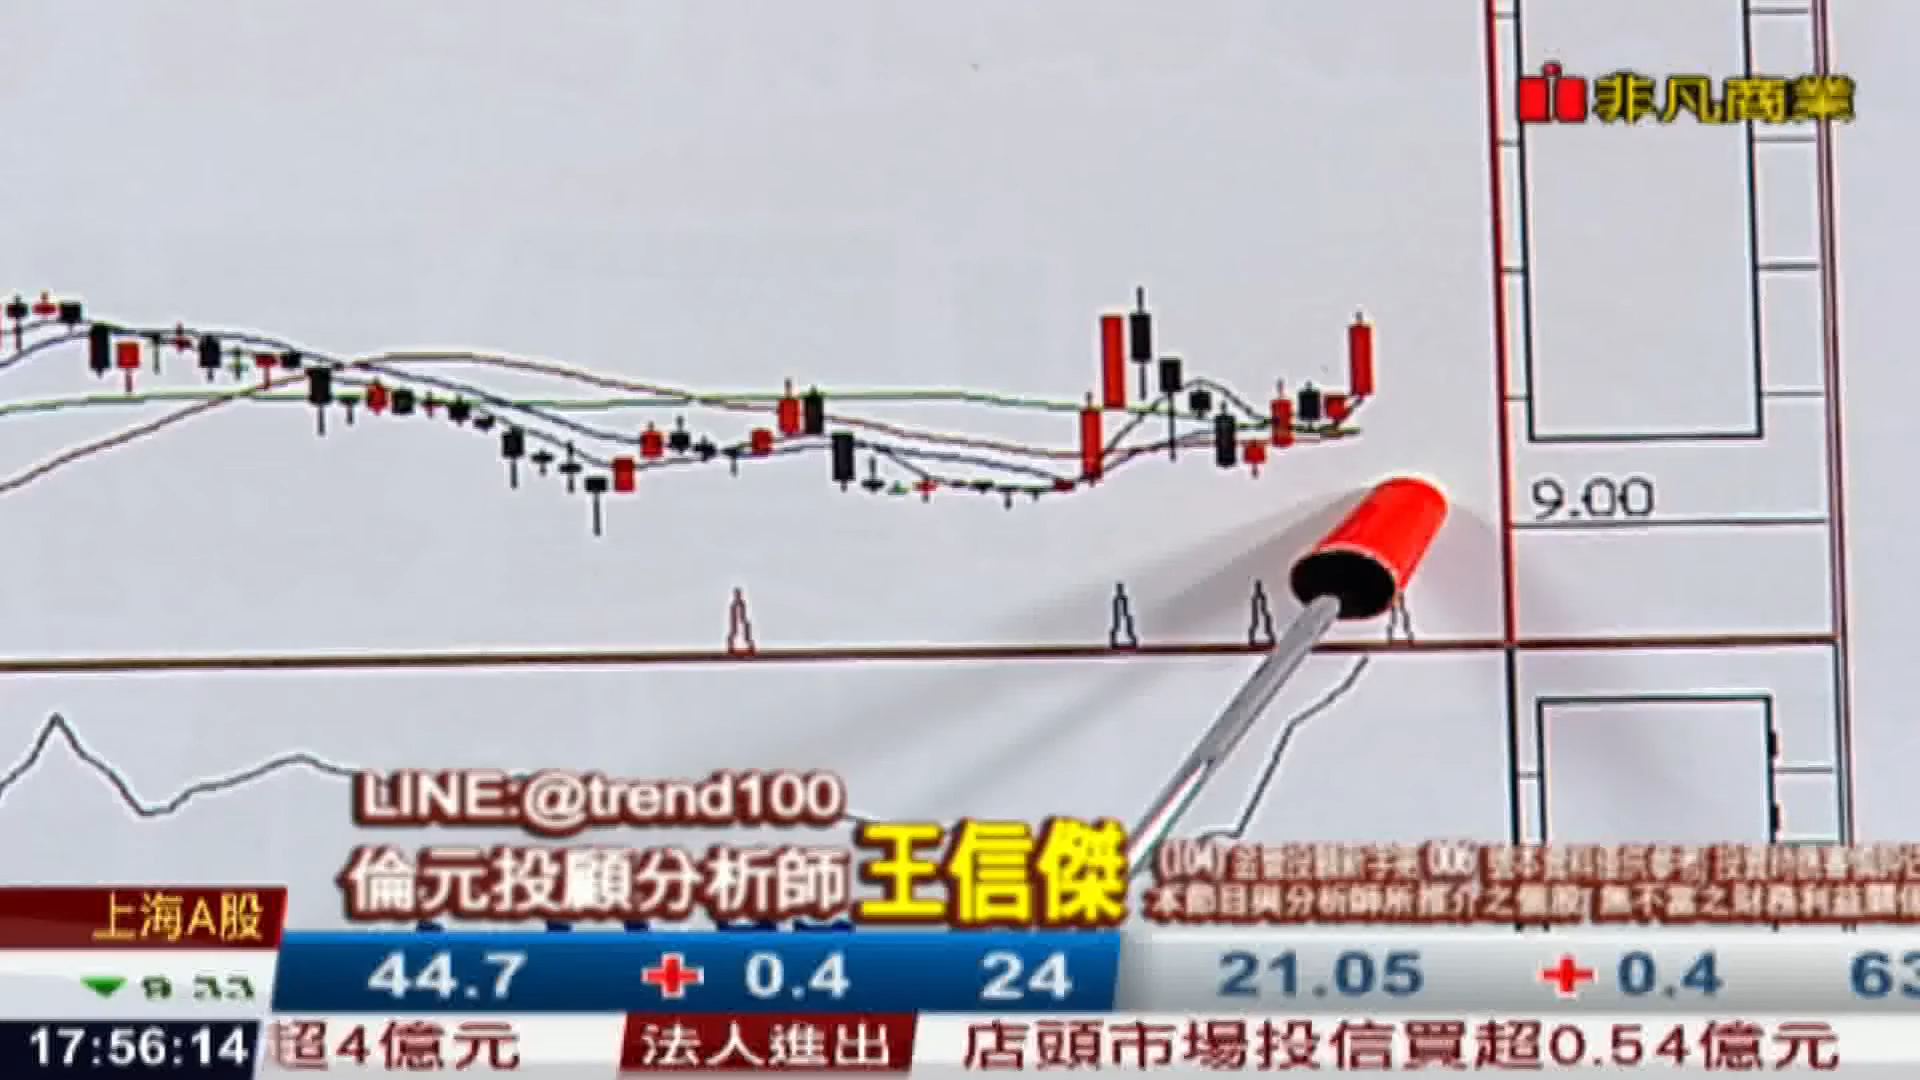 非凡商業
9.00
LINE:@trend100
倫元投顧分析師 王信傑
本節目與分析師所推介之個股 無不當之財務利益關係
上海A股
44.7 + 0.4 24
21.05 + 0.4 63
17:56:14
超4億元
法人進出
店頭市場投信買超0.54億元